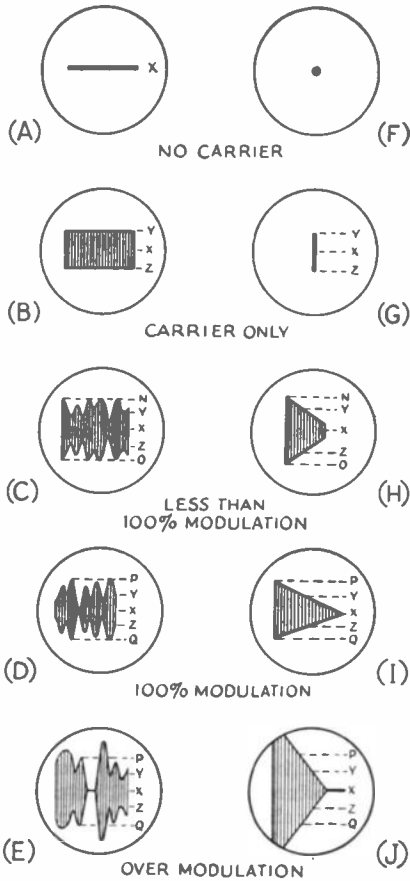 X
(A)
(F)
NO CARRIER
Y
X
Z
Y
X
Z
(B)
(G)
CARRIER ONLY
N
Y
X
Z
O
N
Y
X
Z
O
(C)
(H)
LESS THAN
100% MODULATION
P
Y
X
Z
Q
P
Y
X
Z
Q
(D)
(I)
100% MODULATION
P
Y
X
Z
Q
P
Y
X
Z
Q
(E)
(J)
OVER MODULATION